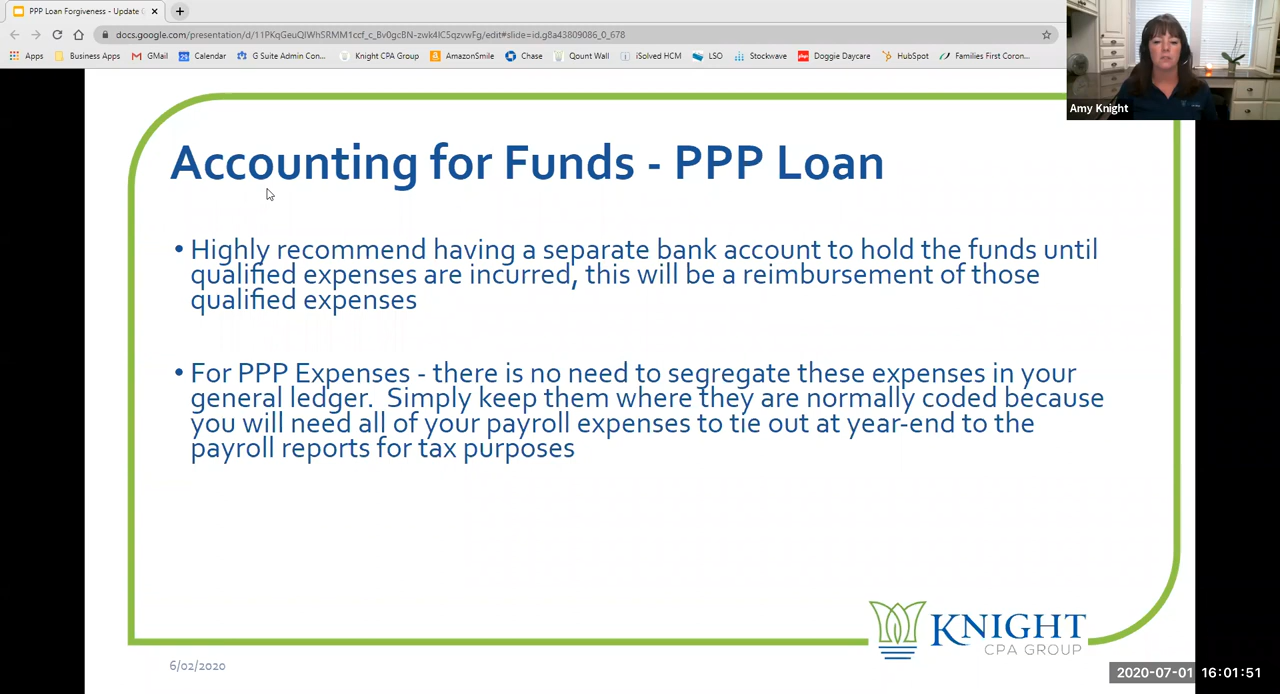 PPP Loan Forgiveness - Update
docs.google.com/presentation/d/11PKqGeuQIWhSRMM1ccf_c_Bv0gcBN-zwk4IC5qzvwFg/edit#slide=id.g8a43809086_0_678
Apps Business Apps GMail Calendar G Suite Admin Con... Knight CPA Group AmazonSmile Chase Qount Wall iSolved HCM LSO Stockwave Doggie Daycare HubSpot Families First Coron...
Amy Knight
Accounting for Funds - PPP Loan
• Highly recommend having a separate bank account to hold the funds until
qualified expenses are incurred, this will be a reimbursement of those
qualified expenses
• For PPP Expenses - there is no need to segregate these expenses in your
general ledger. Simply keep them where they are normally coded because
you will need all of your payroll expenses to tie out at year-end to the
payroll reports for tax purposes
KNIGHT
CPA GROUP
6/02/2020
2020-07-01 16:01:51